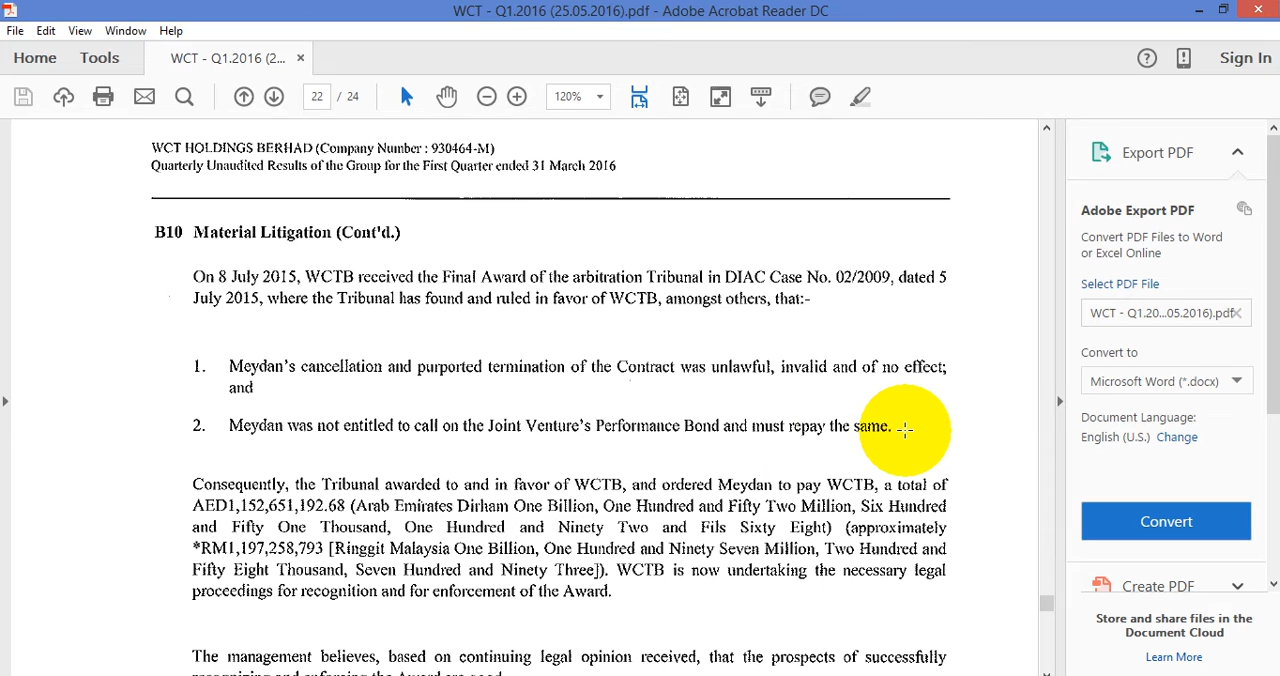 WCT - Q1.2016 (25.05.2016).pdf - Adobe Acrobat Reader DC
File Edit View Window Help
Home Tools WCT - Q1.2016 (2... × Sign In
22 / 24 120%
WCT HOLDINGS BERHAD (Company Number : 930464-M)
Quarterly Unaudited Results of the Group for the First Quarter ended 31 March 2016
B10 Material Litigation (Cont'd.)
On 8 July 2015, WCTB received the Final Award of the arbitration Tribunal in DIAC Case No. 02/2009, dated 5
July 2015, where the Tribunal has found and ruled in favor of WCTB, amongst others, that:-
1. Meydan's cancellation and purported termination of the Contract was unlawful, invalid and of no effect;
and
2. Meydan was not entitled to call on the Joint Venture's Performance Bond and must repay the same.
Consequently, the Tribunal awarded to and in favor of WCTB, and ordered Meydan to pay WCTB, a total of
AED1,152,651,192.68 (Arab Emirates Dirham One Billion, One Hundred and Fifty Two Million, Six Hundred
and Fifty One Thousand, One Hundred and Ninety Two and Fils Sixty Eight) (approximately
*RM1,197,258,793 [Ringgit Malaysia One Billion, One Hundred and Ninety Seven Million, Two Hundred and
Fifty Eight Thousand, Seven Hundred and Ninety Three]). WCTB is now undertaking the necessary legal
proceedings for recognition and for enforcement of the Award.
The management believes, based on continuing legal opinion received, that the prospects of successfully
recognizing and enforcing the Award are good.
Export PDF
Adobe Export PDF
Convert PDF Files to Word
or Excel Online
Select PDF File
WCT - Q1.20...05.2016).pdf
Convert to
Microsoft Word (*.docx)
Document Language:
English (U.S.) Change
Convert
Create PDF
Store and share files in the
Document Cloud
Learn More